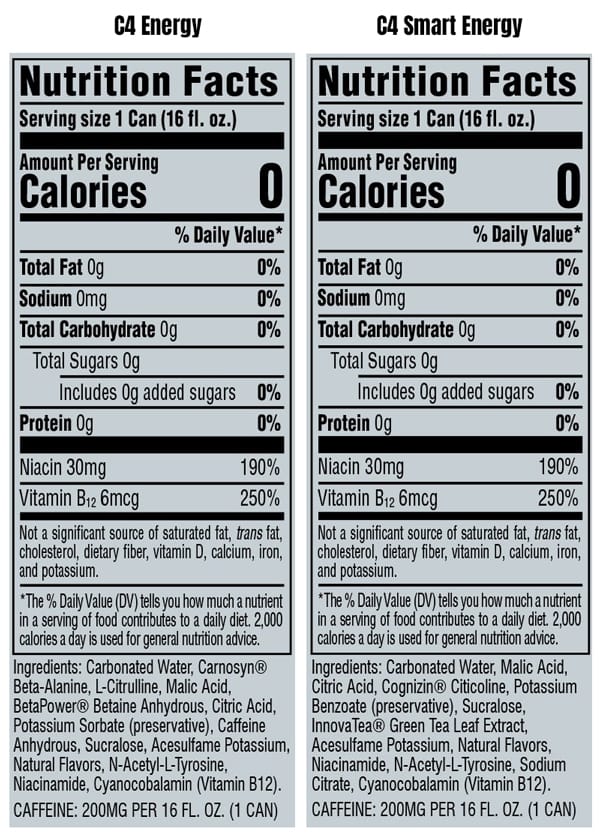 C4 Energy
Nutrition Facts
Serving size 1 Can (16 fl. oz.)
Amount Per Serving
Calories 0
% Daily Value*
Total Fat 0g 0%
Sodium 0mg 0%
Total Carbohydrate 0g 0%
Total Sugars 0g
Includes 0g added sugars 0%
Protein 0g 0%
Niacin 30mg 190%
Vitamin B12 6mcg 250%
Not a significant source of saturated fat, trans fat,
cholesterol, dietary fiber, vitamin D, calcium, iron,
and potassium.
*The % Daily Value (DV) tells you how much a nutrient
in a serving of food contributes to a daily diet. 2,000
calories a day is used for general nutrition advice.
Ingredients: Carbonated Water, Carnosyn®
Beta-Alanine, L-Citrulline, Malic Acid,
BetaPower® Betaine Anhydrous, Citric Acid,
Potassium Sorbate (preservative), Caffeine
Anhydrous, Sucralose, Acesulfame Potassium,
Natural Flavors, N-Acetyl-L-Tyrosine,
Niacinamide, Cyanocobalamin (Vitamin B12).
CAFFEINE: 200MG PER 16 FL. OZ. (1 CAN)
C4 Smart Energy
Nutrition Facts
Serving size 1 Can (16 fl. oz.)
Amount Per Serving
Calories 0
% Daily Value*
Total Fat 0g 0%
Sodium 0mg 0%
Total Carbohydrate 0g 0%
Total Sugars 0g
Includes 0g added sugars 0%
Protein 0g 0%
Niacin 30mg 190%
Vitamin B12 6mcg 250%
Not a significant source of saturated fat, trans fat,
cholesterol, dietary fiber, vitamin D, calcium, iron,
and potassium.
*The % Daily Value (DV) tells you how much a nutrient
in a serving of food contributes to a daily diet. 2,000
calories a day is used for general nutrition advice.
Ingredients: Carbonated Water, Malic Acid,
Citric Acid, Cognizin® Citicoline, Potassium
Benzoate (preservative), Sucralose,
InnovaTea® Green Tea Leaf Extract,
Acesulfame Potassium, Natural Flavors,
Niacinamide, N-Acetyl-L-Tyrosine, Sodium
Citrate, Cyanocobalamin (Vitamin B12).
CAFFEINE: 200MG PER 16 FL. OZ. (1 CAN)